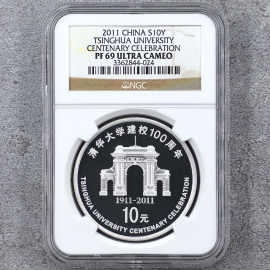 2011 CHINA S10Y
TSINGHUA UNIVERSITY
CENTENARY CELEBRATION
PF 69 ULTRA CAMEO
3362844-024
NGC
清华大学建校100周年
1911-2011
10元
TSINGHUA UNIVERSITY CENTENARY CELEBRATION